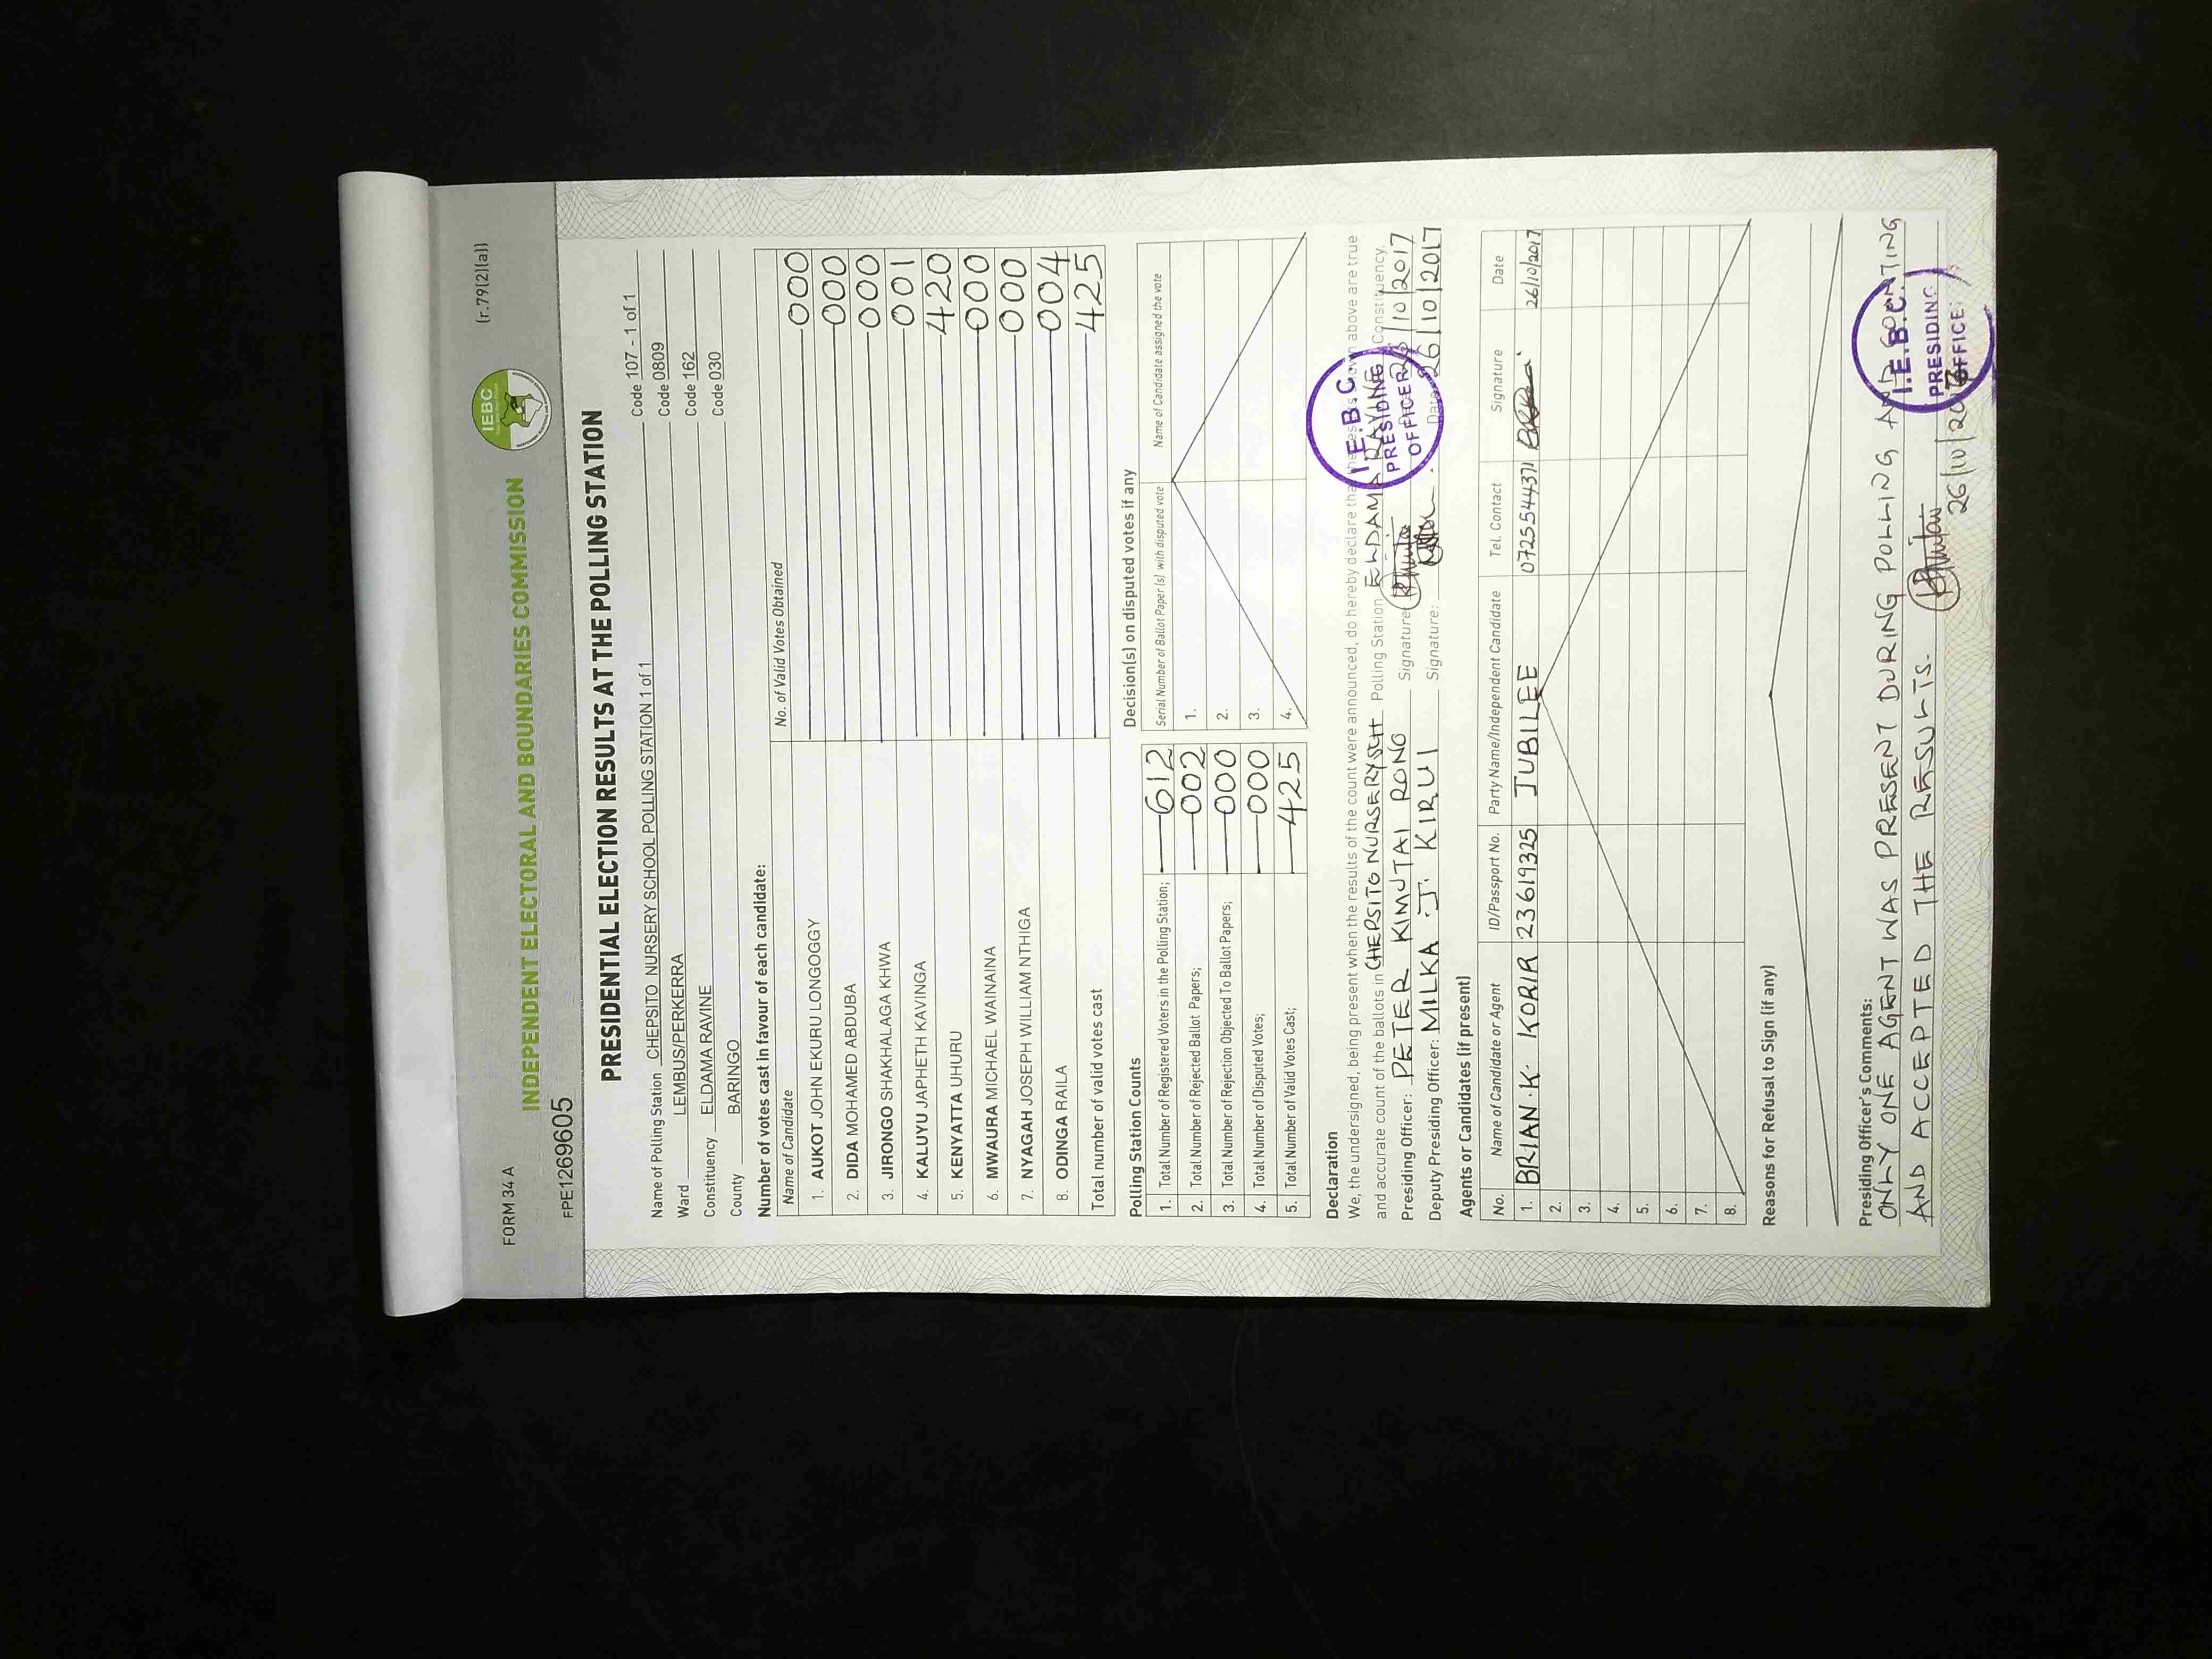 FORM 34 A
(r.79(2)(a))
IEBC
INDEPENDENT ELECTORAL AND BOUNDARIES COMMISSION
FPE1269605
PRESIDENTIAL ELECTION RESULTS AT THE POLLING STATION
Name of Polling Station CHEPSITO NURSERY SCHOOL POLLING STATION 1 of 1 Code 107 - 1 of 1
Ward LEMBUS/PERKERRA Code 0809
Constituency ELDAMA RAVINE Code 162
County BARINGO Code 030
Number of votes cast in favour of each candidate:
Name of Candidate No. of Valid Votes Obtained
1. AUKOT JOHN EKURU LONGOGGY 000
2. DIDA MOHAMED ABDUBA 000
3. JIRONGO SHAKHALAGA KHWA 000
4. KALUYU JAPHETH KAVINGA 001
5. KENYATTA UHURU 420
6. MWAURA MICHAEL WAINAINA 000
7. NYAGAH JOSEPH WILLIAM NTHIGA 000
8. ODINGA RAILA 004
Total number of valid votes cast 425
Polling Station Counts
1. Total Number of Registered Voters in the Polling Station; 612
2. Total Number of Rejected Ballot Papers; 002
3. Total Number of Rejection Objected To Ballot Papers; 000
4. Total Number of Disputed Votes; 000
5. Total Number of Valid Votes Cast; 425
Decision(s) on disputed votes if any
Serial Number of Ballot Paper (s) with disputed vote Name of Candidate assigned the vote
1.
2.
3.
4.
Declaration
We, the undersigned, being present when the results of the count were announced, do hereby declare that the results shown above are true
and accurate count of the ballots in CHEPSITO NURSERY SCH Polling Station ELDAMA RAVINE Constituency.
Presiding Officer: PETER KIMUTAI RONO Signature: Date: 26/10/2017
Deputy Presiding Officer: MILKA J. KIRUI Signature: Date: 26/10/2017
I.E.B.C.
PRESIDING
OFFICER
Agents or Candidates (if present)
No. Name of Candidate or Agent ID/Passport No. Party Name/Independent Candidate Tel. Contact Signature Date
1. BRIAN.K. KORIR 23619325 JUBILEE 0725544371 26/10/2017
2.
3.
4.
5.
6.
7.
8.
Reasons for Refusal to Sign (if any)
Presiding Officer's Comments:
ONLY ONE AGENT WAS PRESENT DURING POLLING AND COUNTING
AND ACCEPTED THE RESULTS.
26/10/2017
I.E.B.C.
PRESIDING
OFFICE